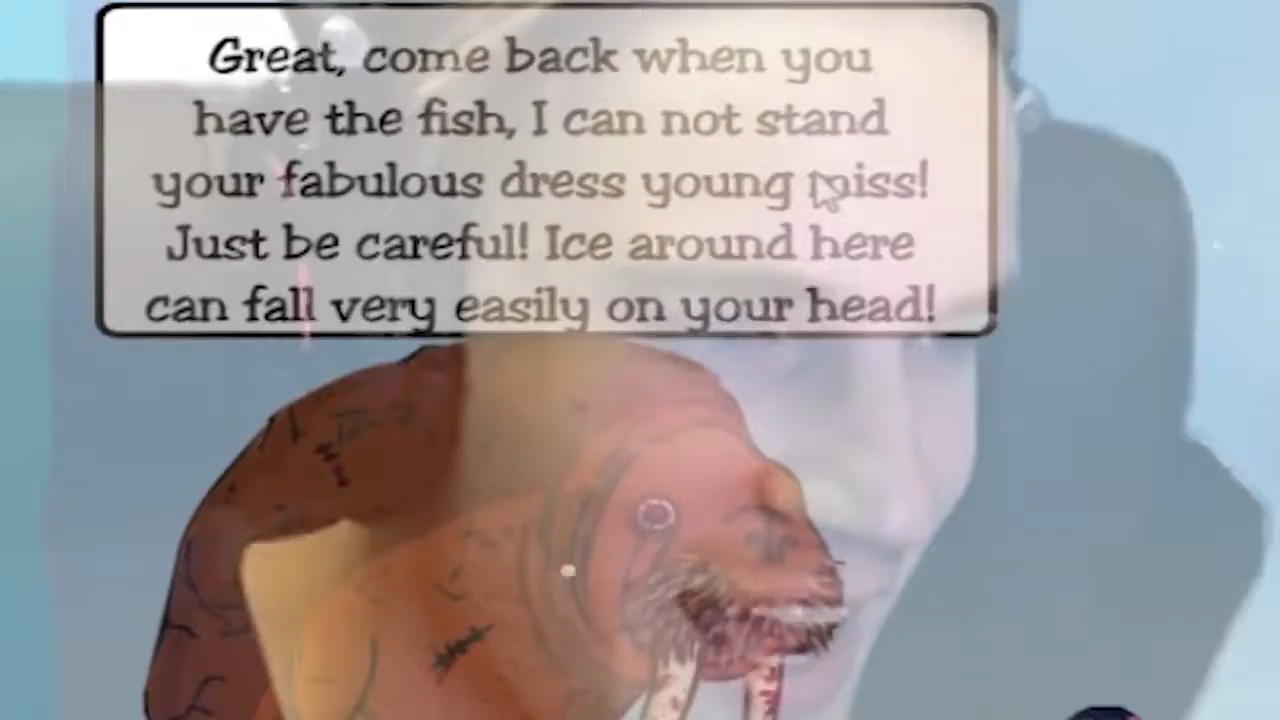 Great, come back when you
have the fish, I can not stand
your fabulous dress young miss!
Just be careful! Ice around here
can fall very easily on your head!